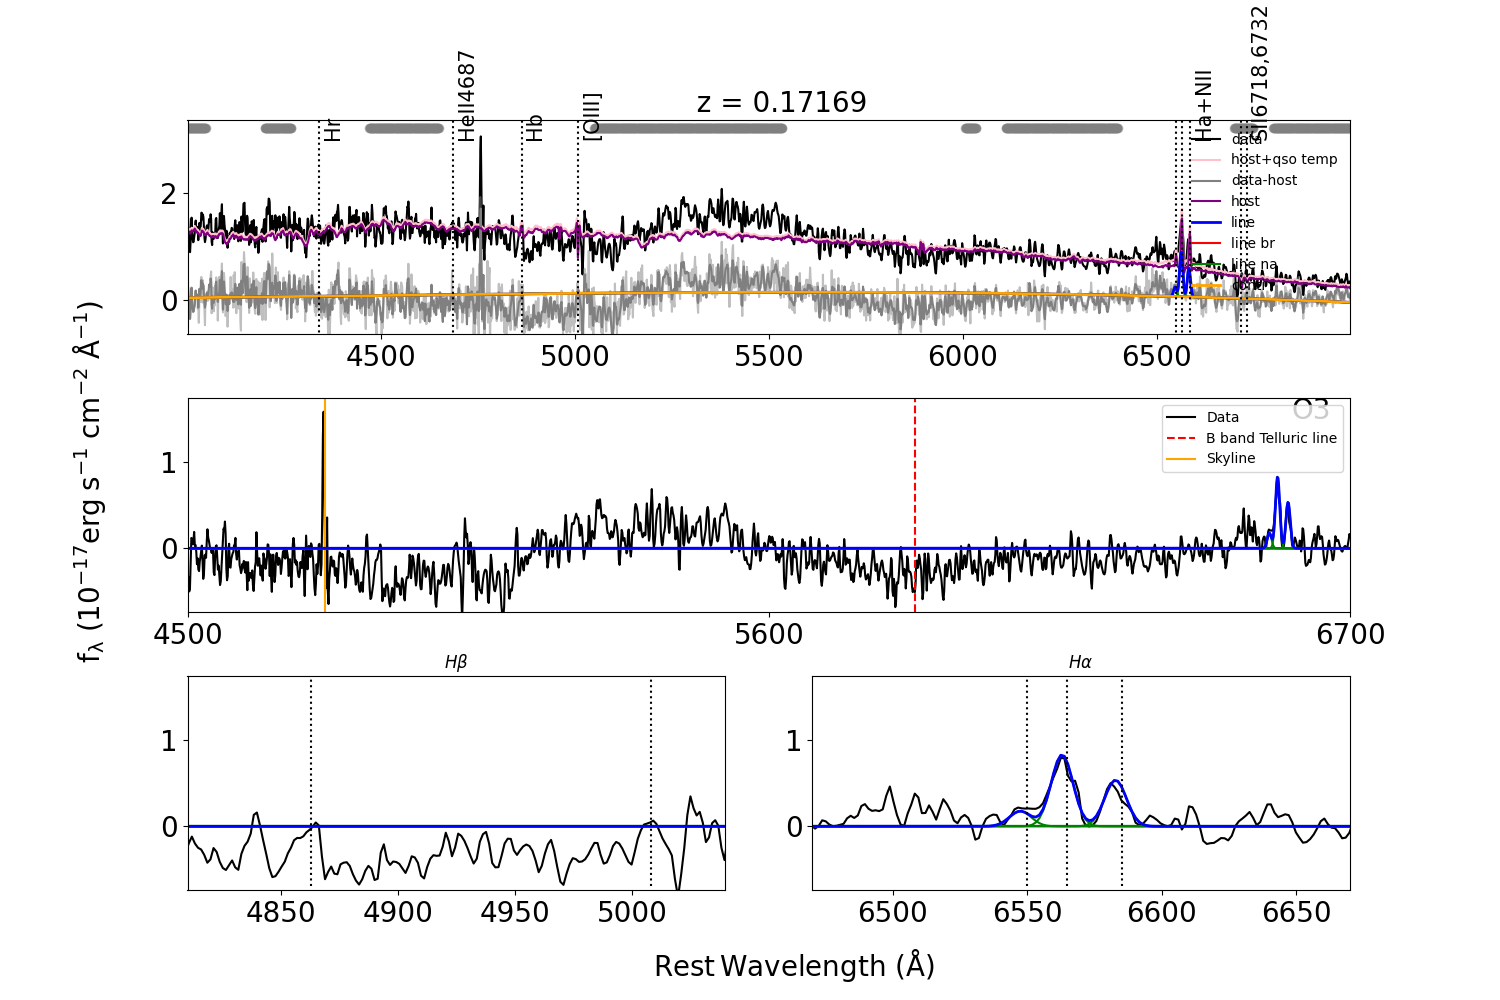 z = 0.17169
Hr
HeII4687
Hb
[OIII]
Ha+NII
SII6718,6732
data
host+qso temp
data-host
host
line
line br
line na
2
0
4500 5000 5500 6000 6500
fλ (10⁻¹⁷erg s⁻¹ cm⁻² Å⁻¹)
O3
Data
B band Telluric line
Skyline
1
0
4500 5600 6700
Hβ
1
0
4850 4900 4950 5000
Hα
1
0
6500 6550 6600 6650
Rest Wavelength (Å)